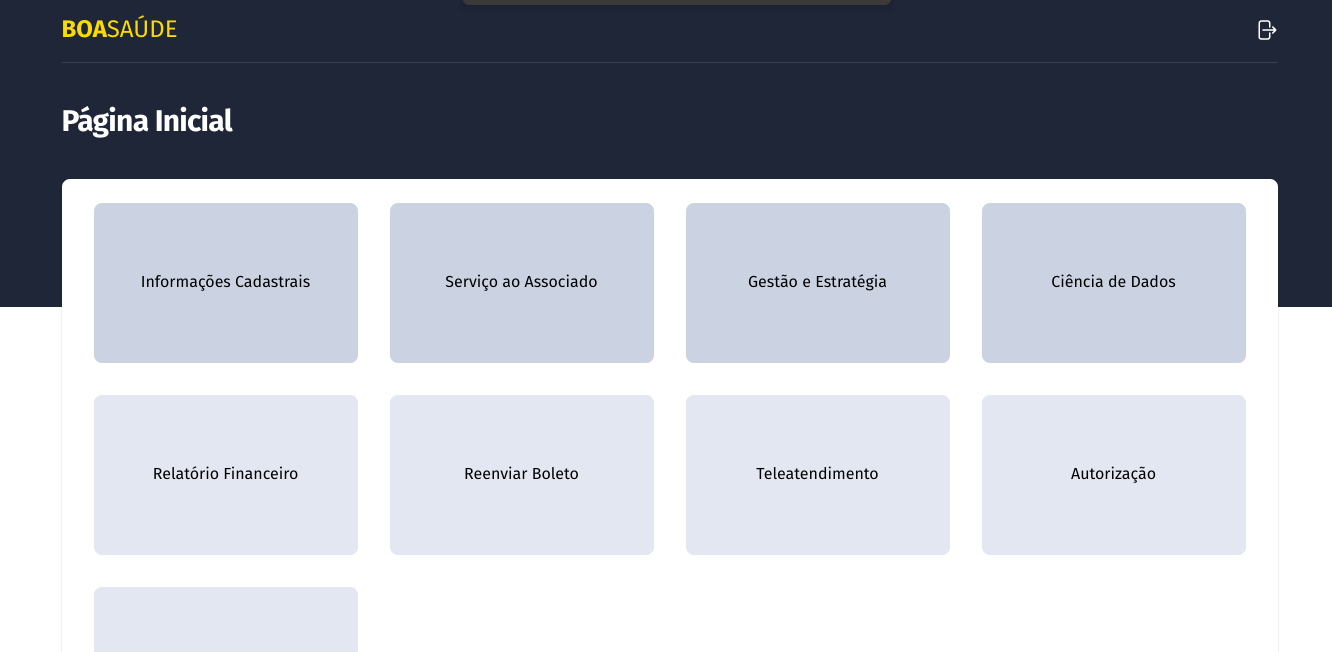 BOASAÚDE
Página Inicial
Informações Cadastrais
Serviço ao Associado
Gestão e Estratégia
Ciência de Dados
Relatório Financeiro
Reenviar Boleto
Teleatendimento
Autorização